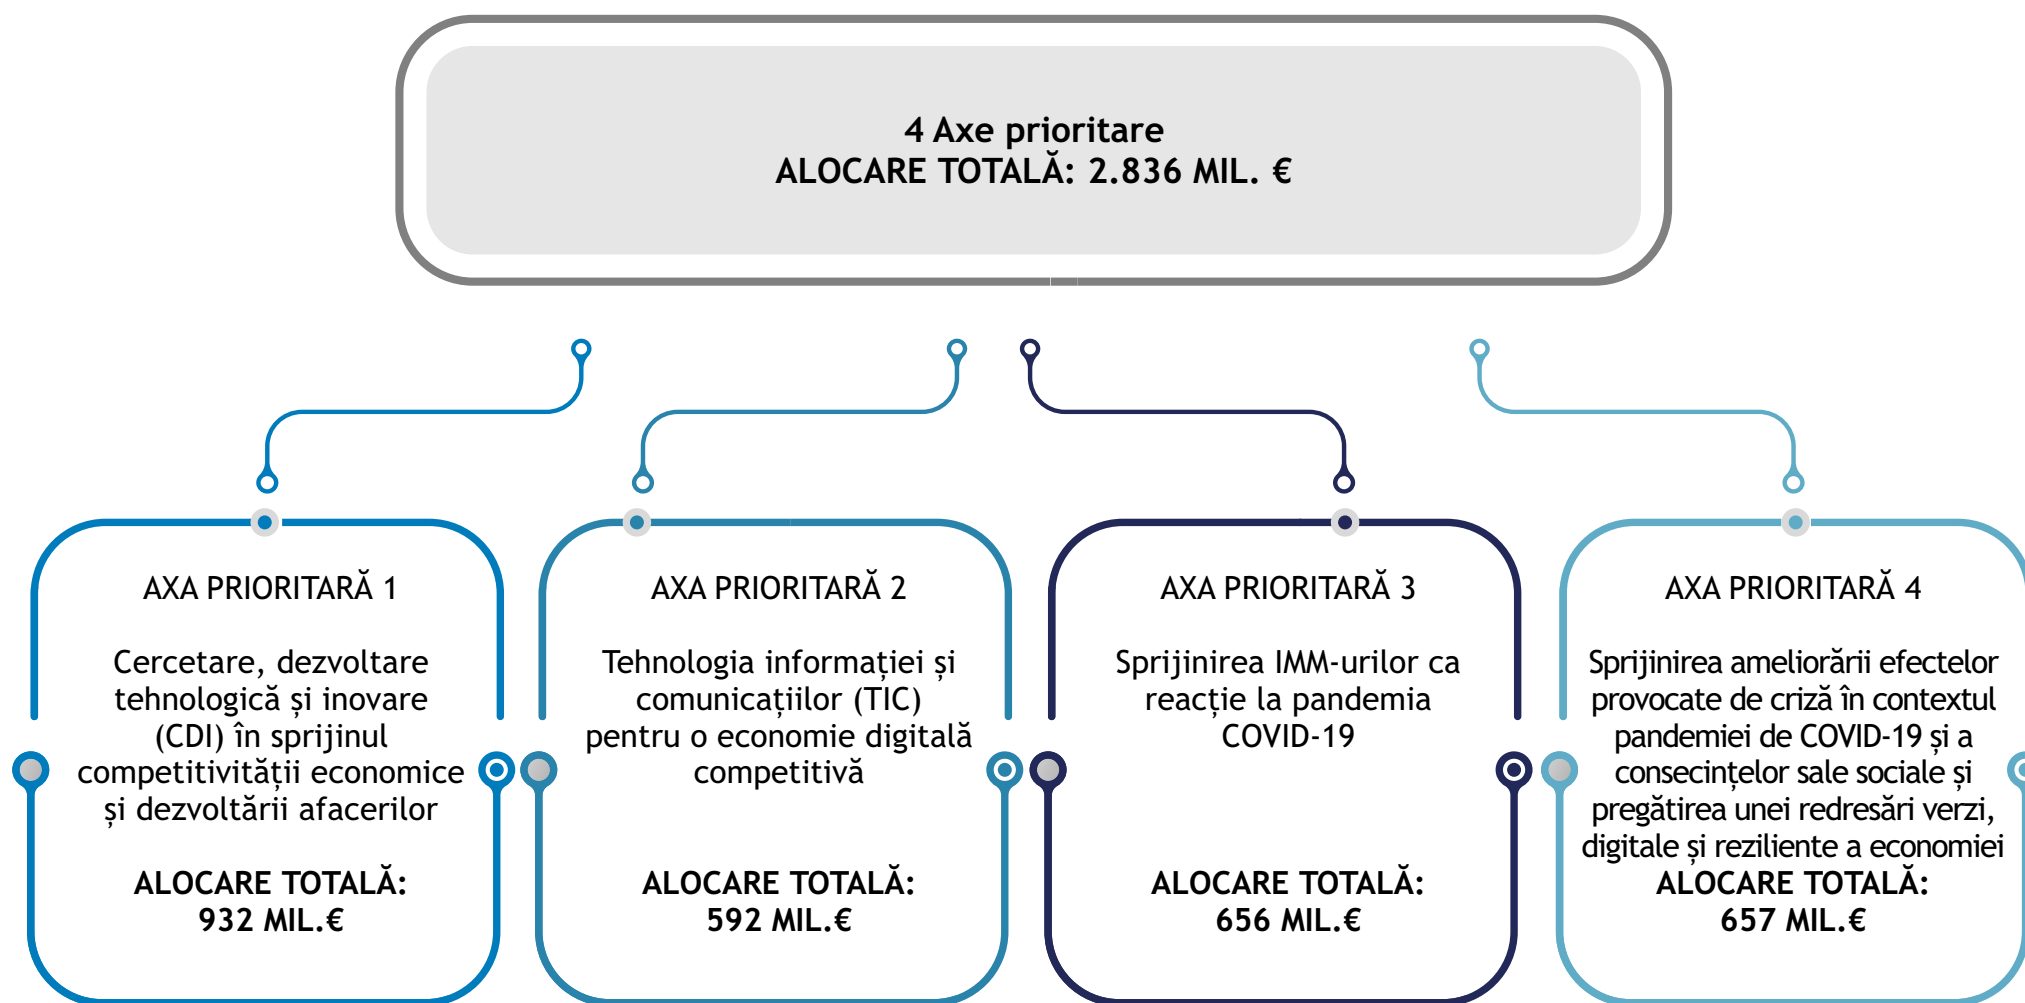 4 Axe prioritare
ALOCARE TOTALĂ: 2.836 MIL. €
AXA PRIORITARĂ 1
Cercetare, dezvoltare
tehnologică și inovare
(CDI) în sprijinul
competitivității economice
și dezvoltării afacerilor
ALOCARE TOTALĂ:
932 MIL.€
AXA PRIORITARĂ 2
Tehnologia informației și
comunicațiilor (TIC)
pentru o economie digitală
competitivă
ALOCARE TOTALĂ:
592 MIL.€
AXA PRIORITARĂ 3
Sprijinirea IMM-urilor ca
reacție la pandemia
COVID-19
ALOCARE TOTALĂ:
656 MIL.€
AXA PRIORITARĂ 4
Sprijinirea ameliorării efectelor
provocate de criză în contextul
pandemiei de COVID-19 și a
consecințelor sale sociale și
pregătirea unei redresări verzi,
digitale și reziliente a economiei
ALOCARE TOTALĂ:
657 MIL.€